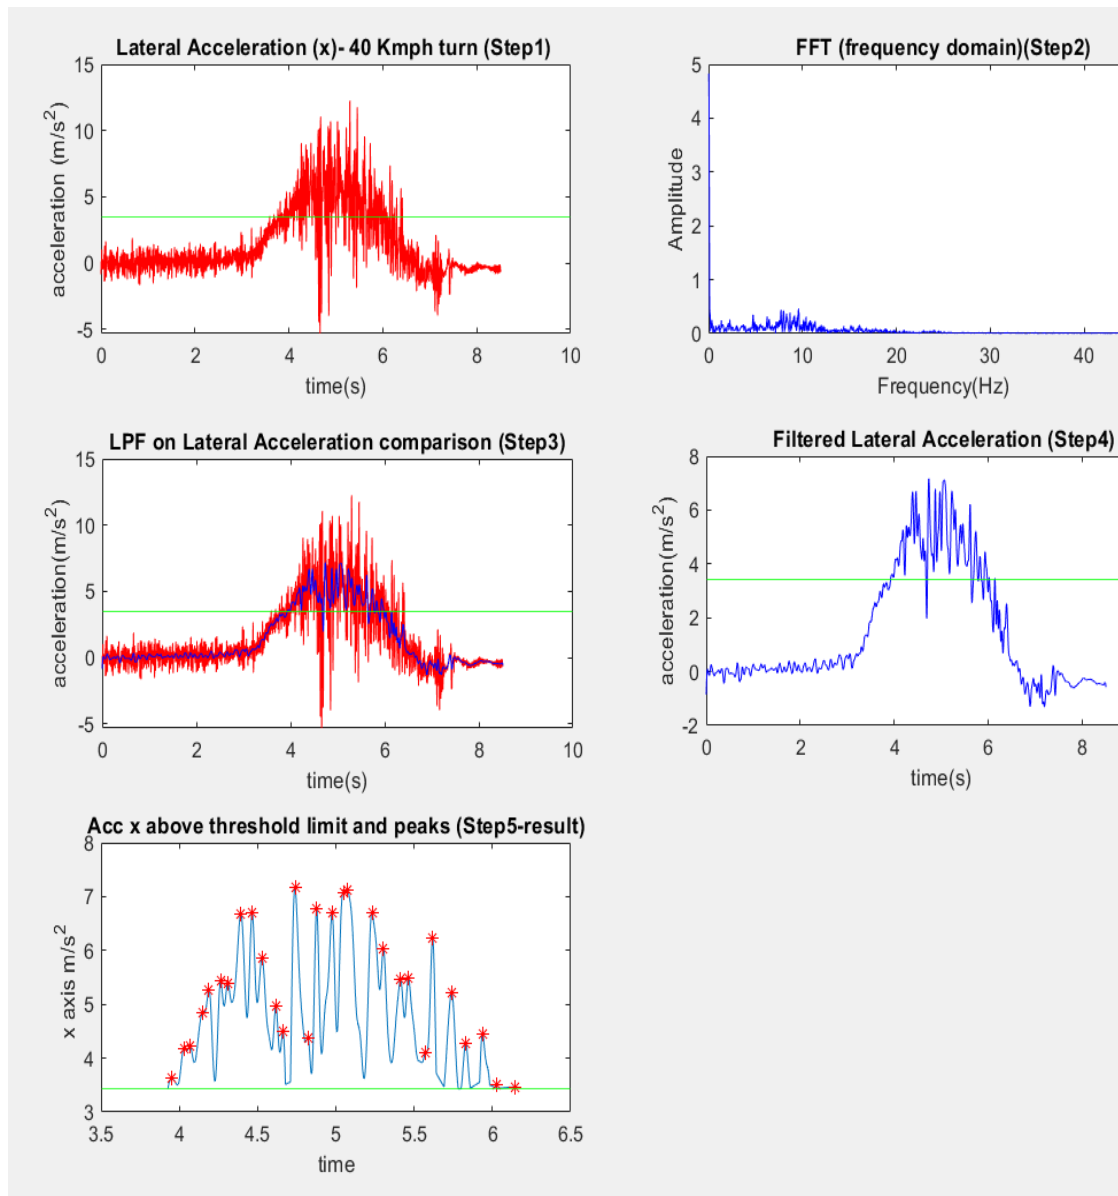 Lateral Acceleration (x)- 40 Kmph turn (Step1)
15
10
5
0
-5
acceleration (m/s²)
0 2 4 6 8 10
time(s)
FFT (frequency domain)(Step2)
5
4
3
2
1
0
Amplitude
0 10 20 30 40
Frequency(Hz)
LPF on Lateral Acceleration comparison (Step3)
15
10
5
0
-5
acceleration(m/s²)
0 2 4 6 8 10
time(s)
Filtered Lateral Acceleration (Step4)
8
6
4
2
0
-2
acceleration(m/s²)
0 2 4 6 8
time(s)
Acc x above threshold limit and peaks (Step5-result)
8
7
6
5
4
3
x axis m/s²
3.5 4 4.5 5 5.5 6 6.5
time